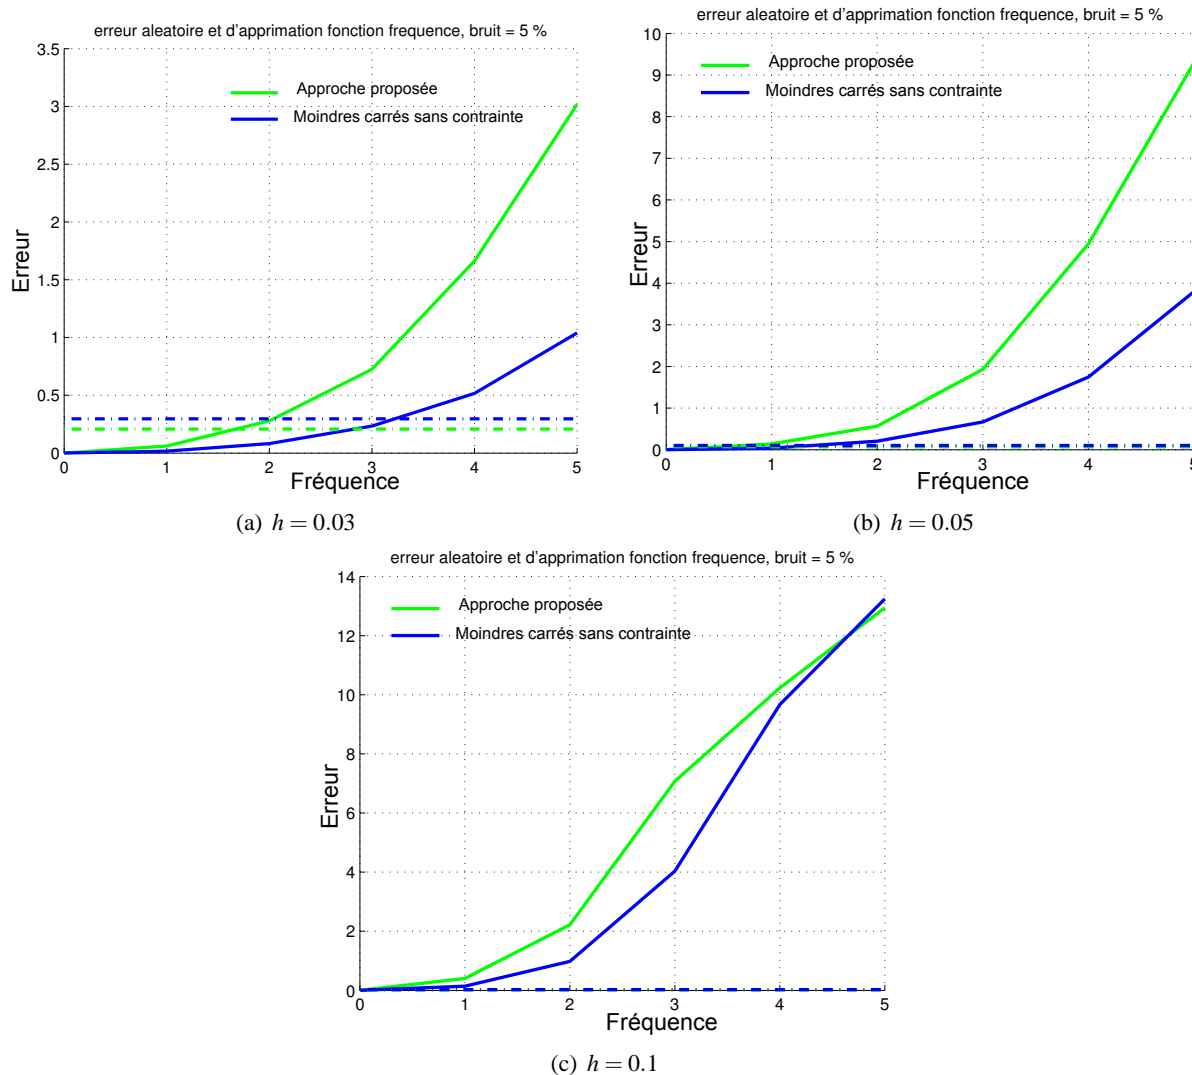 erreur aleatoire et d'apprimation fonction frequence, bruit = 5 %
3.5
3
2.5
2
1.5
1
0.5
0
Erreur
Approche proposée
Moindres carrés sans contrainte
0 1 2 3 4 5
Fréquence
(a) h = 0.03
erreur aleatoire et d'apprimation fonction frequence, bruit = 5 %
10
9
8
7
6
5
4
3
2
1
0
Erreur
Approche proposée
Moindres carrés sans contrainte
0 1 2 3 4 5
Fréquence
(b) h = 0.05
erreur aleatoire et d'apprimation fonction frequence, bruit = 5 %
14
12
10
8
6
4
2
0
Erreur
Approche proposée
Moindres carrés sans contrainte
0 1 2 3 4 5
Fréquence
(c) h = 0.1